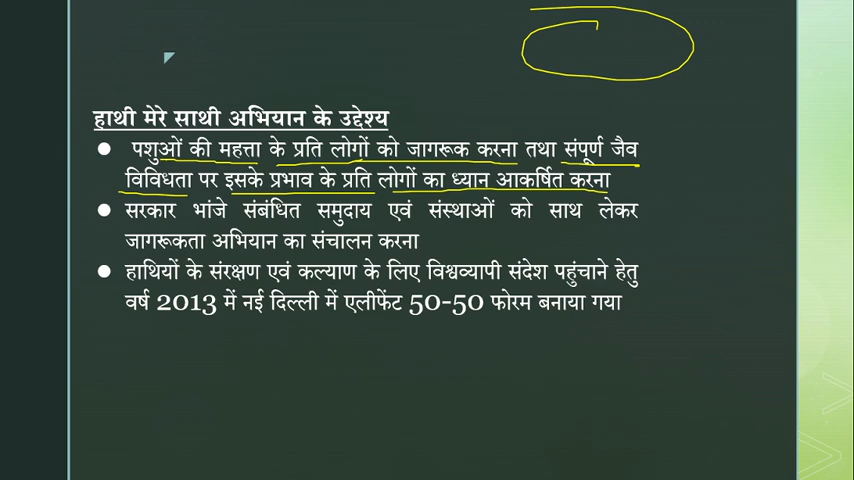 हाथी मेरे साथी अभियान के उद्देश्य
● पशुओं की महत्ता के प्रति लोगों को जागरूक करना तथा संपूर्ण जैव
विविधता पर इसके प्रभाव के प्रति लोगों का ध्यान आकर्षित करना
● सरकार भांजे संबंधित समुदाय एवं संस्थाओं को साथ लेकर
जागरूकता अभियान का संचालन करना
● हाथियों के संरक्षण एवं कल्याण के लिए विश्वव्यापी संदेश पहुंचाने हेतु
वर्ष 2013 में नई दिल्ली में एलीफेंट 50-50 फोरम बनाया गया